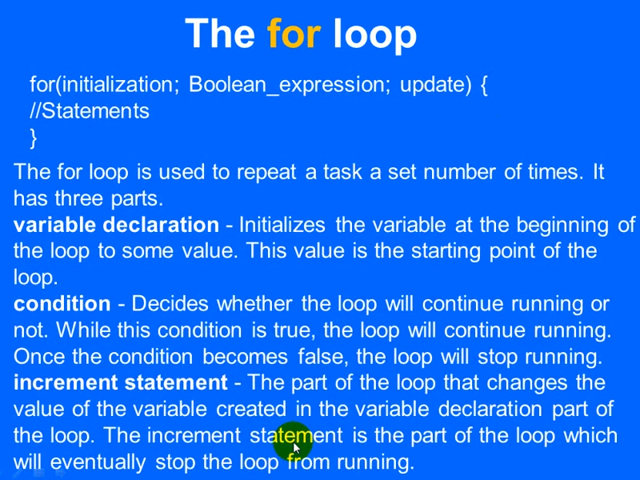 The for loop
for(initialization; Boolean_expression; update) {
//Statements
}
The for loop is used to repeat a task a set number of times. It
has three parts.
variable declaration - Initializes the variable at the beginning of
the loop to some value. This value is the starting point of the
loop.
condition - Decides whether the loop will continue running or
not. While this condition is true, the loop will continue running.
Once the condition becomes false, the loop will stop running.
increment statement - The part of the loop that changes the
value of the variable created in the variable declaration part of
the loop. The increment statement is the part of the loop which
will eventually stop the loop from running.